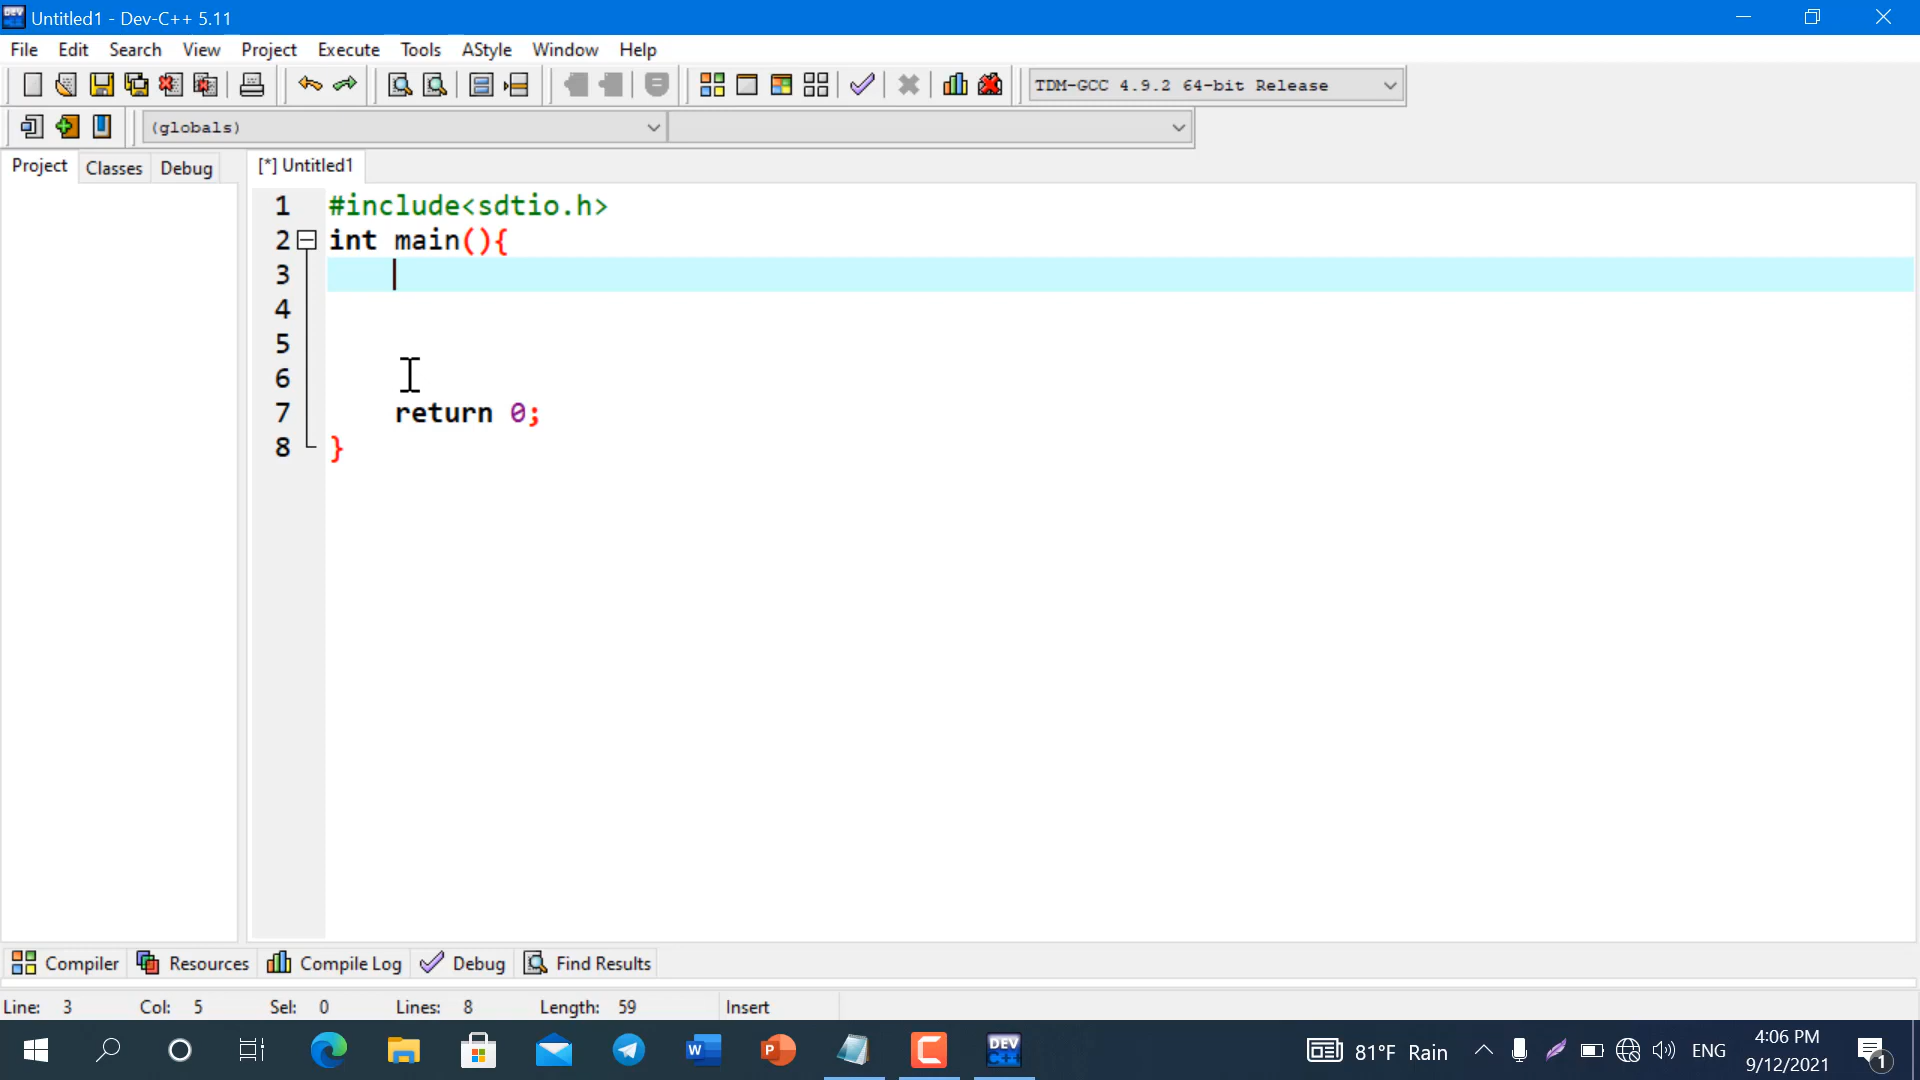 Untitled1 - Dev-C++ 5.11
File Edit Search View Project Execute Tools AStyle Window Help
TDM-GCC 4.9.2 64-bit Release
(globals)
Project Classes Debug
[*] Untitled1
1 #include<sdtio.h>
2 int main(){
3
4
5
6
7 return 0;
8 }
Compiler Resources Compile Log Debug Find Results
Line: 3 Col: 5 Sel: 0 Lines: 8 Length: 59 Insert
81°F Rain ENG 4:06 PM
9/12/2021 1
DEV
C++